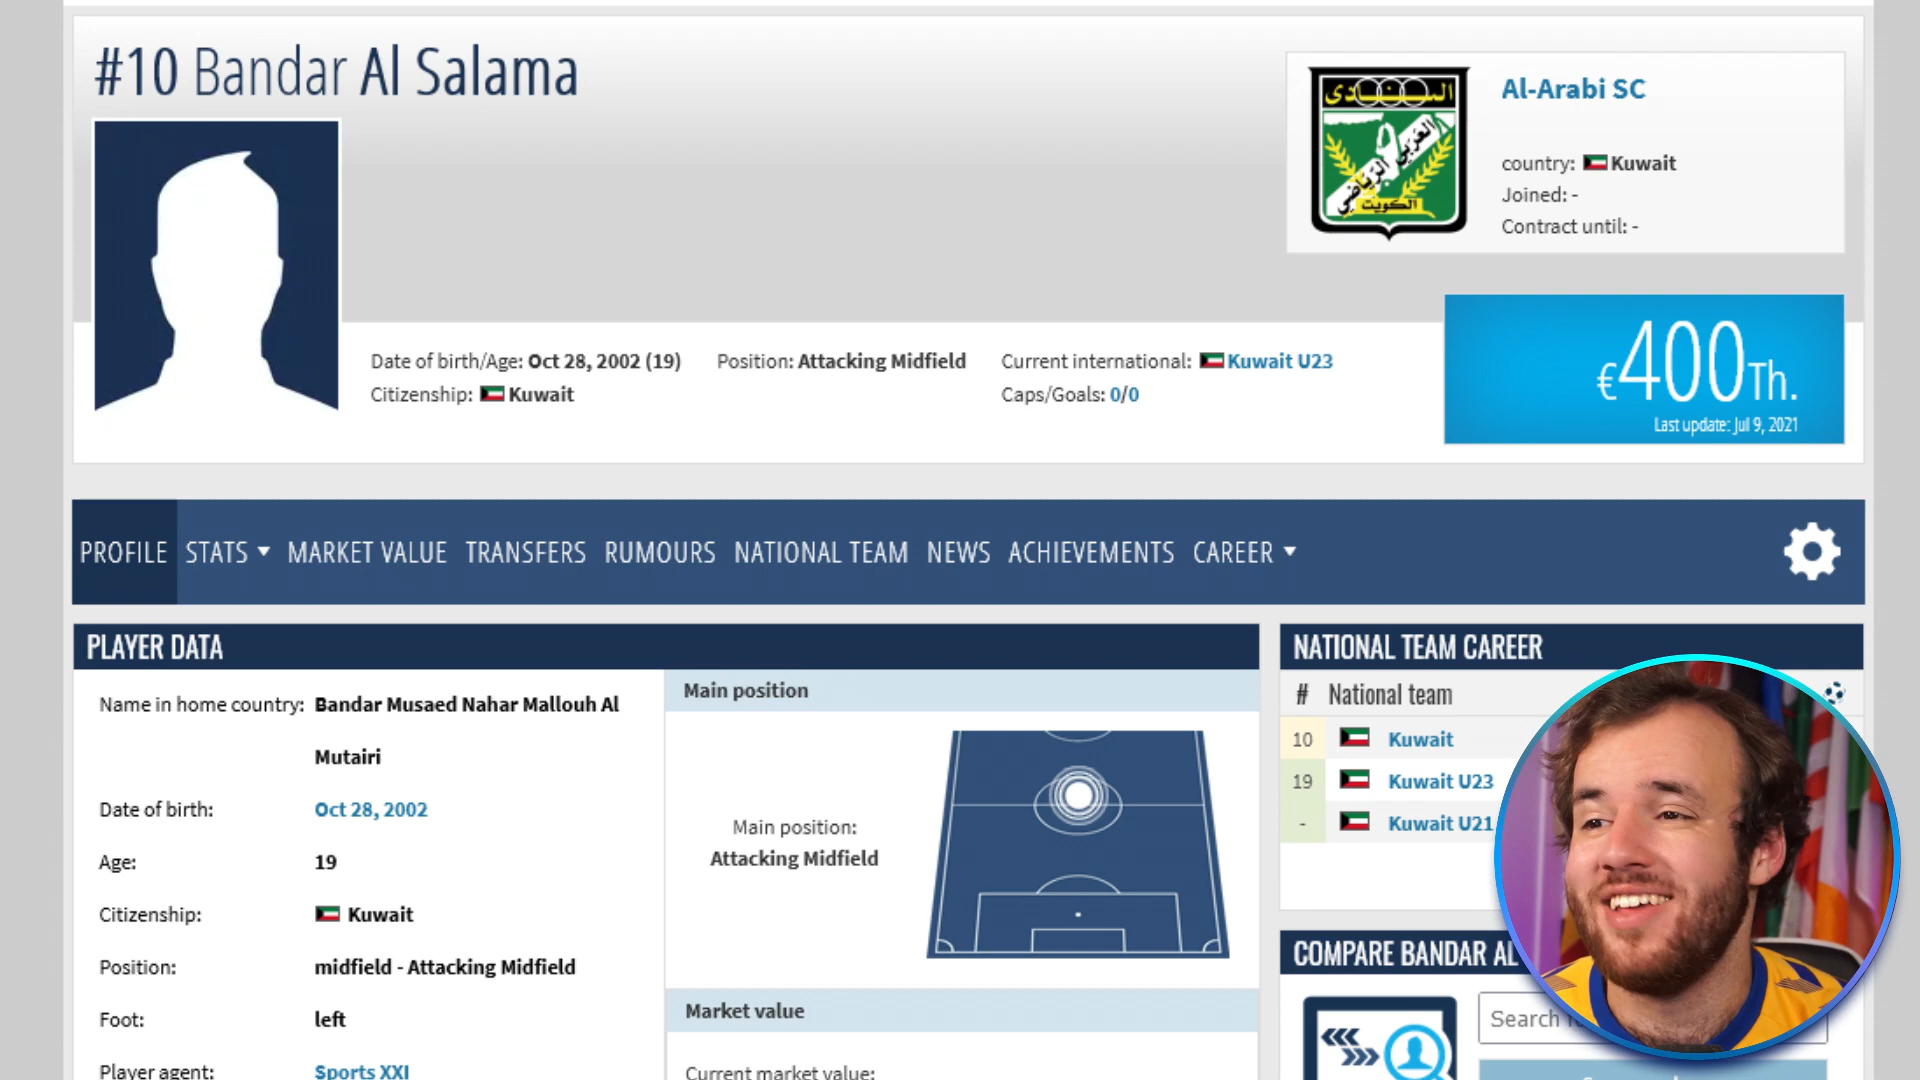 #10 Bandar Al Salama
النادي
العربي الرياضي
الكويت
Al-Arabi SC
country: Kuwait
Joined: -
Contract until: -
Date of birth/Age: Oct 28, 2002 (19)
Citizenship: Kuwait
Position: Attacking Midfield
Current international: Kuwait U23
Caps/Goals: 0/0
€400Th.
Last update: Jul 9, 2021
PROFILE STATS MARKET VALUE TRANSFERS RUMOURS NATIONAL TEAM NEWS ACHIEVEMENTS CAREER
PLAYER DATA
Name in home country: Bandar Musaed Nahar Mallouh Al
Mutairi
Date of birth: Oct 28, 2002
Age: 19
Citizenship: Kuwait
Position: midfield - Attacking Midfield
Foot: left
Player agent: Sports XXI
Main position
Main position:
Attacking Midfield
Market value
Current market value:
NATIONAL TEAM CAREER
# National team
10 Kuwait
19 Kuwait U23
- Kuwait U21
COMPARE BANDAR AL
Search